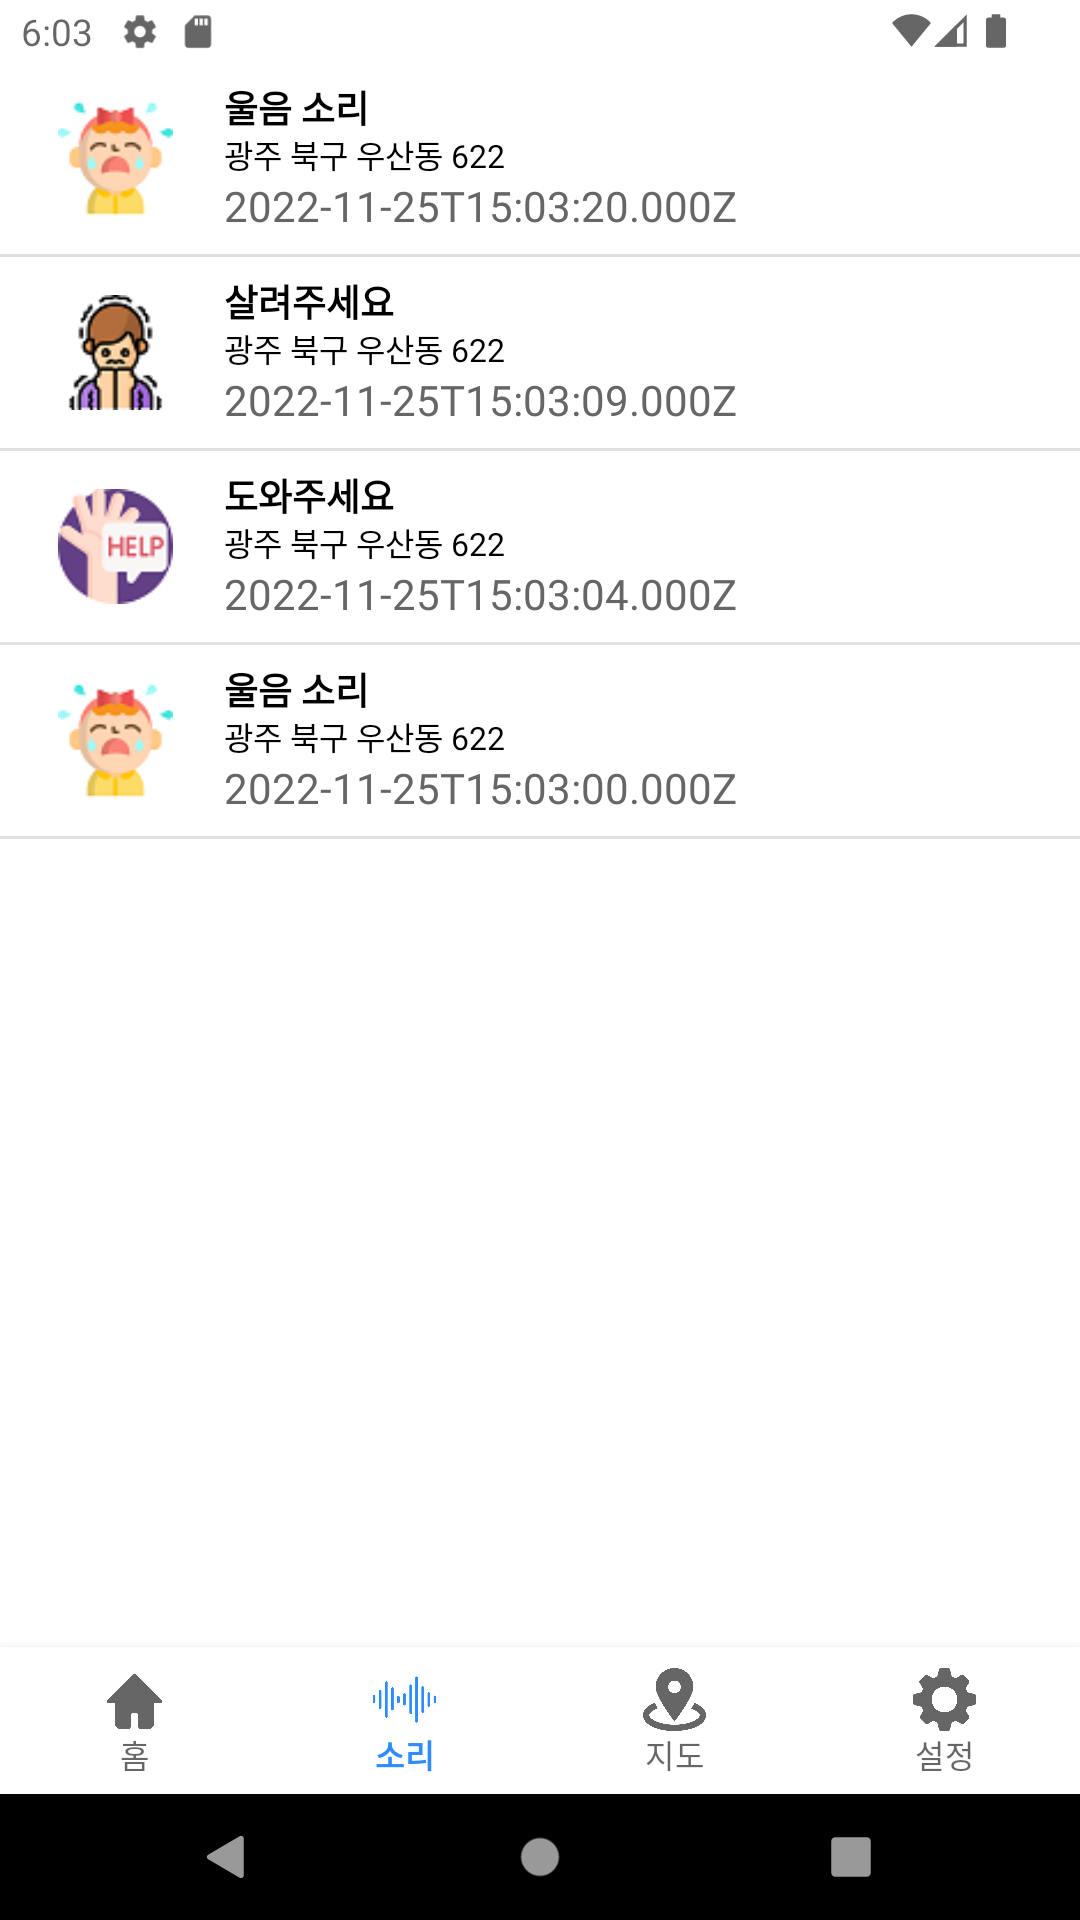 6:03
울음 소리
광주 북구 우산동 622
2022-11-25T15:03:20.000Z
살려주세요
광주 북구 우산동 622
2022-11-25T15:03:09.000Z
HELP
도와주세요
광주 북구 우산동 622
2022-11-25T15:03:04.000Z
울음 소리
광주 북구 우산동 622
2022-11-25T15:03:00.000Z
홈
소리
지도
설정